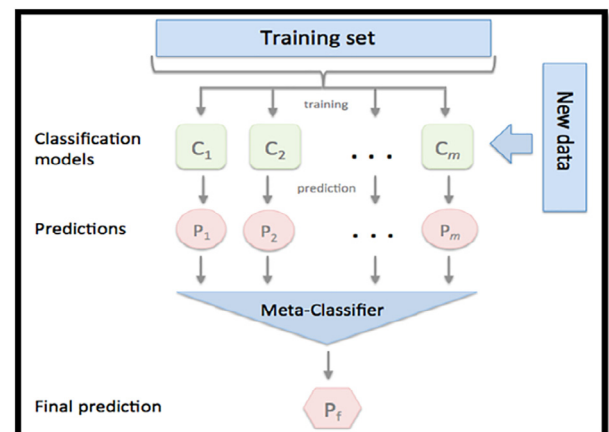 Training set
training
New data
Classification
models
C1 C2 ... Cm
prediction
Predictions
P1 P2 ... Pm
Meta-Classifier
Final prediction
Pf